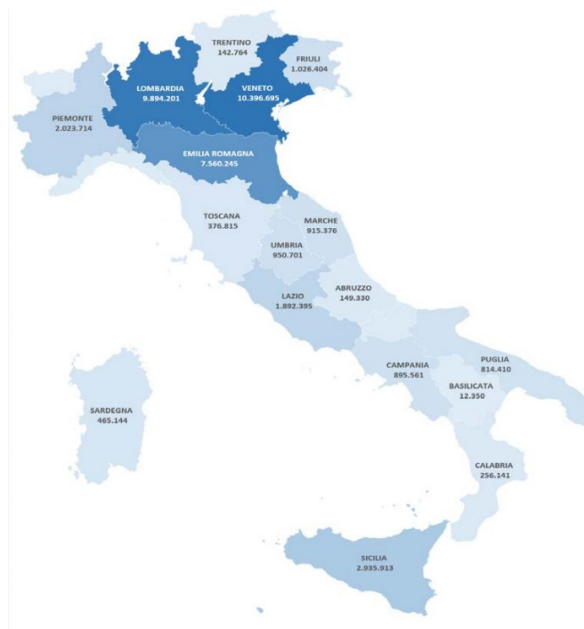 TRENTINO
142.764
FRIULI
1.026.404
LOMBARDIA
9.894.201
VENETO
10.396.695
PIEMONTE
2.023.714
EMILIA ROMAGNA
7.560.245
TOSCANA
376.815
MARCHE
915.376
UMBRIA
950.701
LAZIO
1.892.395
ABRUZZO
149.330
CAMPANIA
895.561
PUGLIA
814.410
BASILICATA
12.350
SARDEGNA
465.144
CALABRIA
256.141
SICILIA
2.935.913